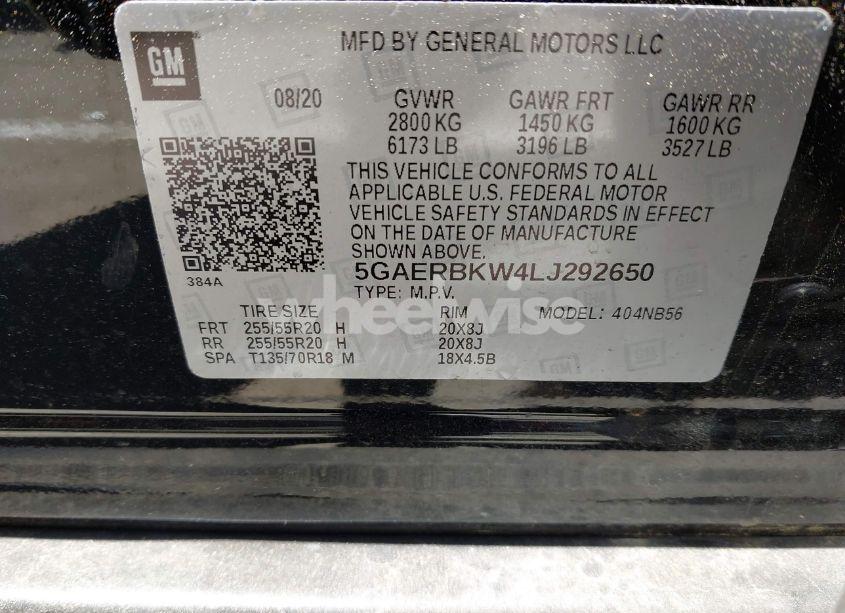 GM
MFD BY GENERAL MOTORS LLC
08/20 GVWR GAWR FRT GAWR RR
2800 KG 1450 KG 1600 KG
6173 LB 3196 LB 3527 LB
THIS VEHICLE CONFORMS TO ALL
APPLICABLE U.S. FEDERAL MOTOR
VEHICLE SAFETY STANDARDS IN EFFECT
ON THE DATE OF MANUFACTURE
SHOWN ABOVE.
384A
5GAERBKW4LJ292650
TYPE: M.P.V.
wheelwise
TIRE SIZE RIM MODEL: 404NB56
FRT 255/55R20 H 20X8J
RR 255/55R20 H 20X8J
SPA T135/70R18 M 18X4.5B